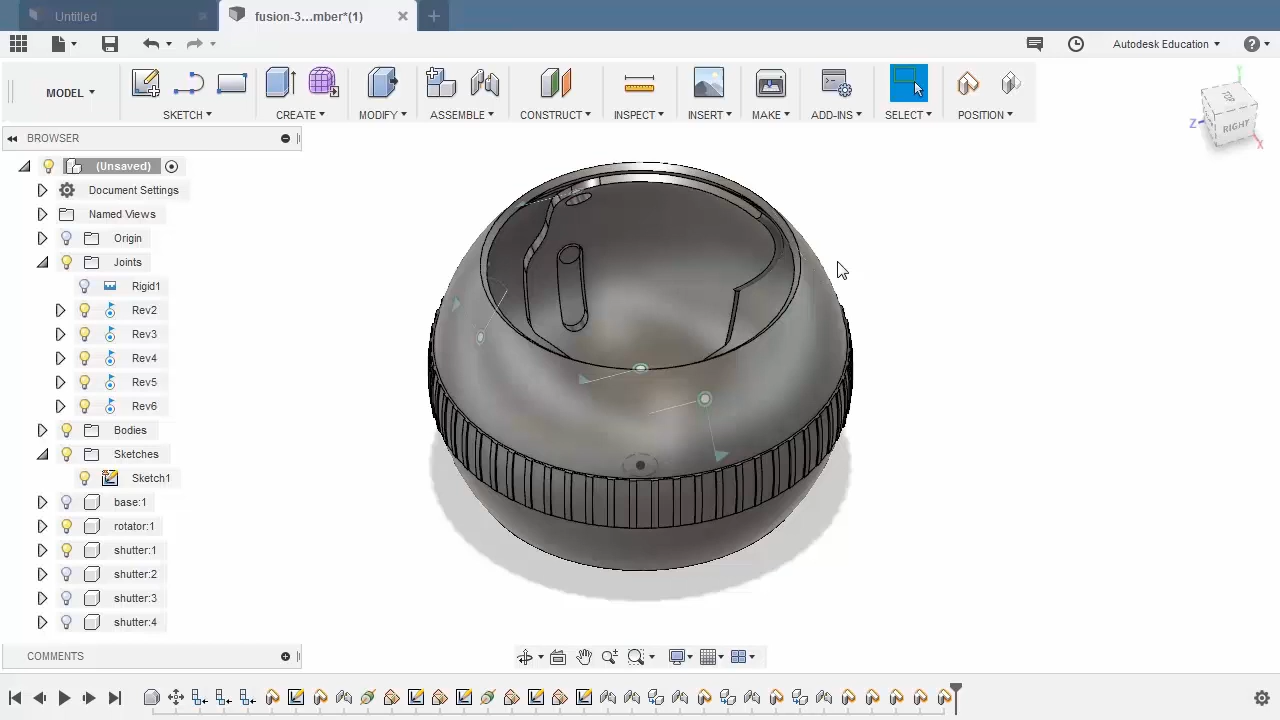 Untitled
fusion-3...mber*(1)
Autodesk Education
MODEL
SKETCH
CREATE
MODIFY
ASSEMBLE
CONSTRUCT
INSPECT
INSERT
MAKE
ADD-INS
SELECT
POSITION
RIGHT
Y
Z
X
BROWSER
(Unsaved)
Document Settings
Named Views
Origin
Joints
Rigid1
Rev2
Rev3
Rev4
Rev5
Rev6
Bodies
Sketches
Sketch1
base:1
rotator:1
shutter:1
shutter:2
shutter:3
shutter:4
COMMENTS